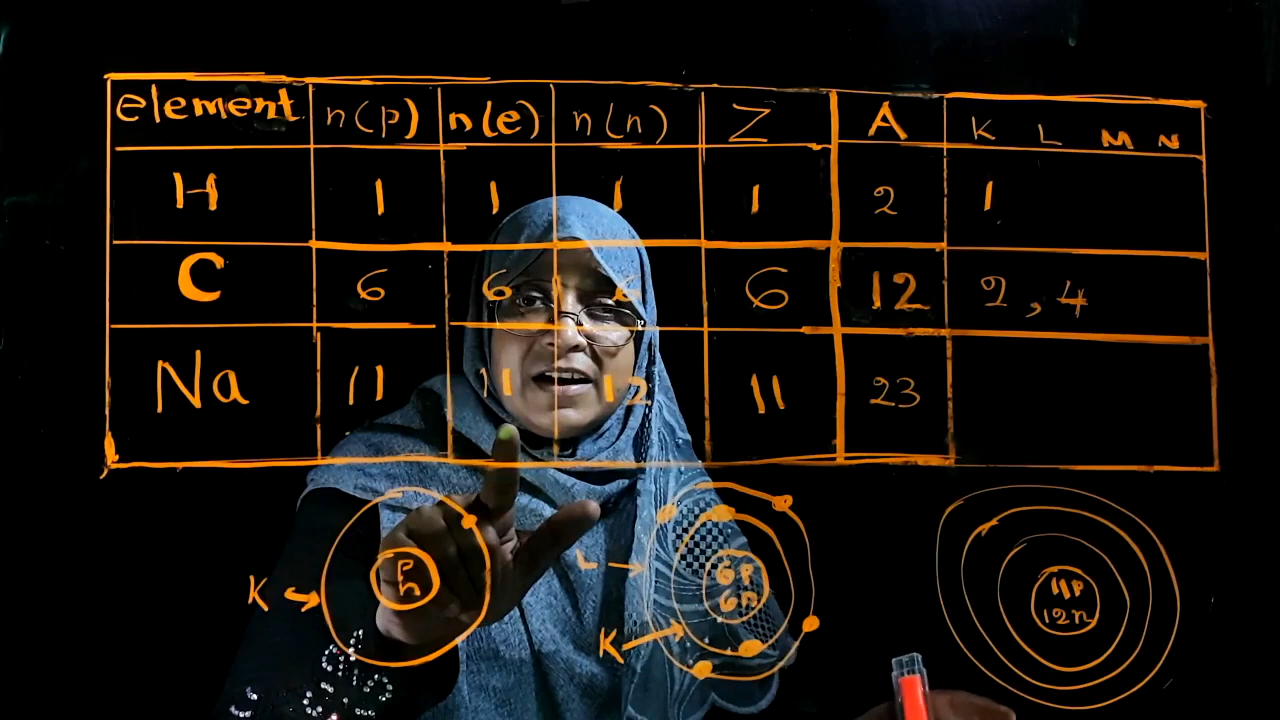 element n(p) n(e) n(n) Z A K L M N
H 1 1 1 1 2 1
C 6 6 6 6 12 2,4
Na 11 11 12 11 23
K p n
L K 6P 6n
11p 12n